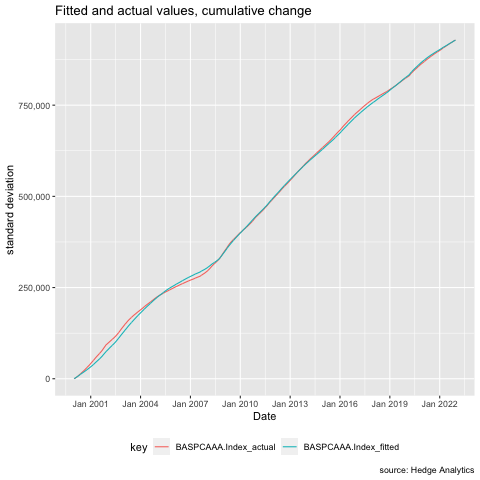 Fitted and actual values, cumulative change
standard deviation
750,000
500,000
250,000
0
Jan 2001 Jan 2004 Jan 2007 Jan 2010 Jan 2013 Jan 2016 Jan 2019 Jan 2022
Date
key BASPCAAA.Index_actual BASPCAAA.Index_fitted
source: Hedge Analytics